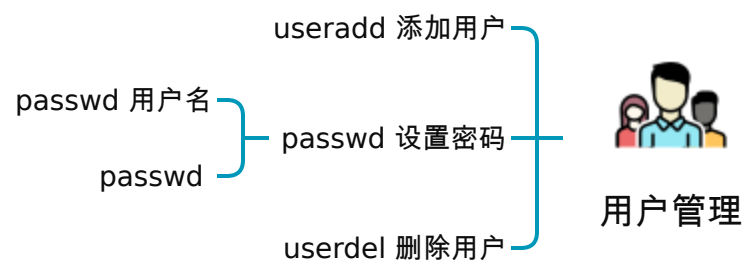 useradd 添加用户
passwd 用户名
passwd 设置密码
passwd
userdel 删除用户
用户管理